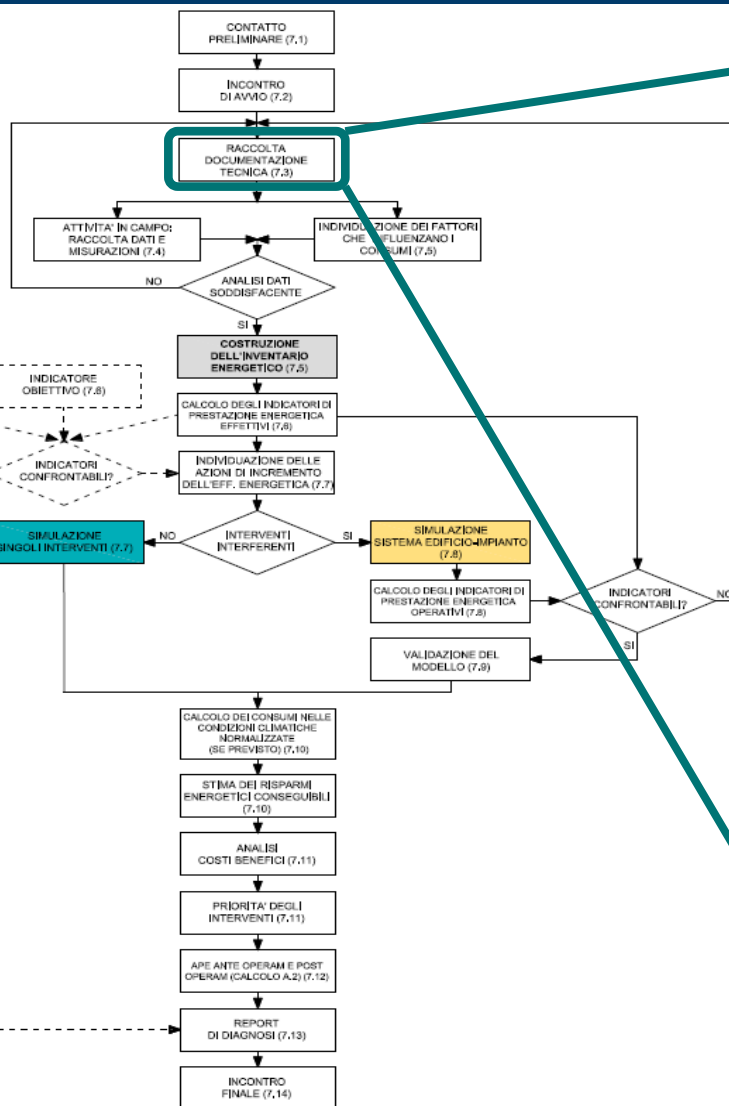 CONTATTO
PRELIMINARE (7.1)
INCONTRO
DI AVVIO (7.2)
RACCOLTA
DOCUMENTAZIONE
TECNICA (7.3)
ATTIVITA' IN CAMPO:
RACCOLTA DATI E
MISURAZIONI (7.4)
INDIVIDUAZIONE DEI FATTORI
CHE INFLUENZANO I
CONSUMI (7.5)
NO
ANALISI DATI
SODDISFACENTE
SI
COSTRUZIONE
DELL'INVENTARIO
ENERGETICO (7.5)
INDICATORE
OBIETTIVO (7.6)
CALCOLO DEGLI INDICATORI DI
PRESTAZIONE ENERGETICA
EFFETTIVI (7.6)
INDICATORI
CONFRONTABILI?
INDIVIDUAZIONE DELLE
AZIONI DI INCREMENTO
DELL'EFF. ENERGETICA (7.7)
SIMULAZIONE
SINGOLI INTERVENTI (7.7)
NO
INTERVENTI
INTERFERENTI
SI
SIMULAZIONE
SISTEMA EDIFICIO-IMPIANTO
(7.8)
CALCOLO DEGLI INDICATORI DI
PRESTAZIONE ENERGETICA
OPERATIVI (7.8)
INDICATORI
CONFRONTABILI?
NO
SI
VALIDAZIONE DEL
MODELLO (7.9)
CALCOLO DEI CONSUMI NELLE
CONDIZIONI CLIMATICHE
NORMALIZZATE
(SE PREVISTO) (7.10)
STIMA DEI RISPARMI
ENERGETICI CONSEGUIBILI
(7.10)
ANALISI
COSTI BENEFICI (7.11)
PRIORITA' DEGLI
INTERVENTI (7.11)
APE ANTE OPERAM E POST
OPERAM (CALCOLO A.2) (7.12)
REPORT
DI DIAGNOSI (7.13)
INCONTRO
FINALE (7.14)